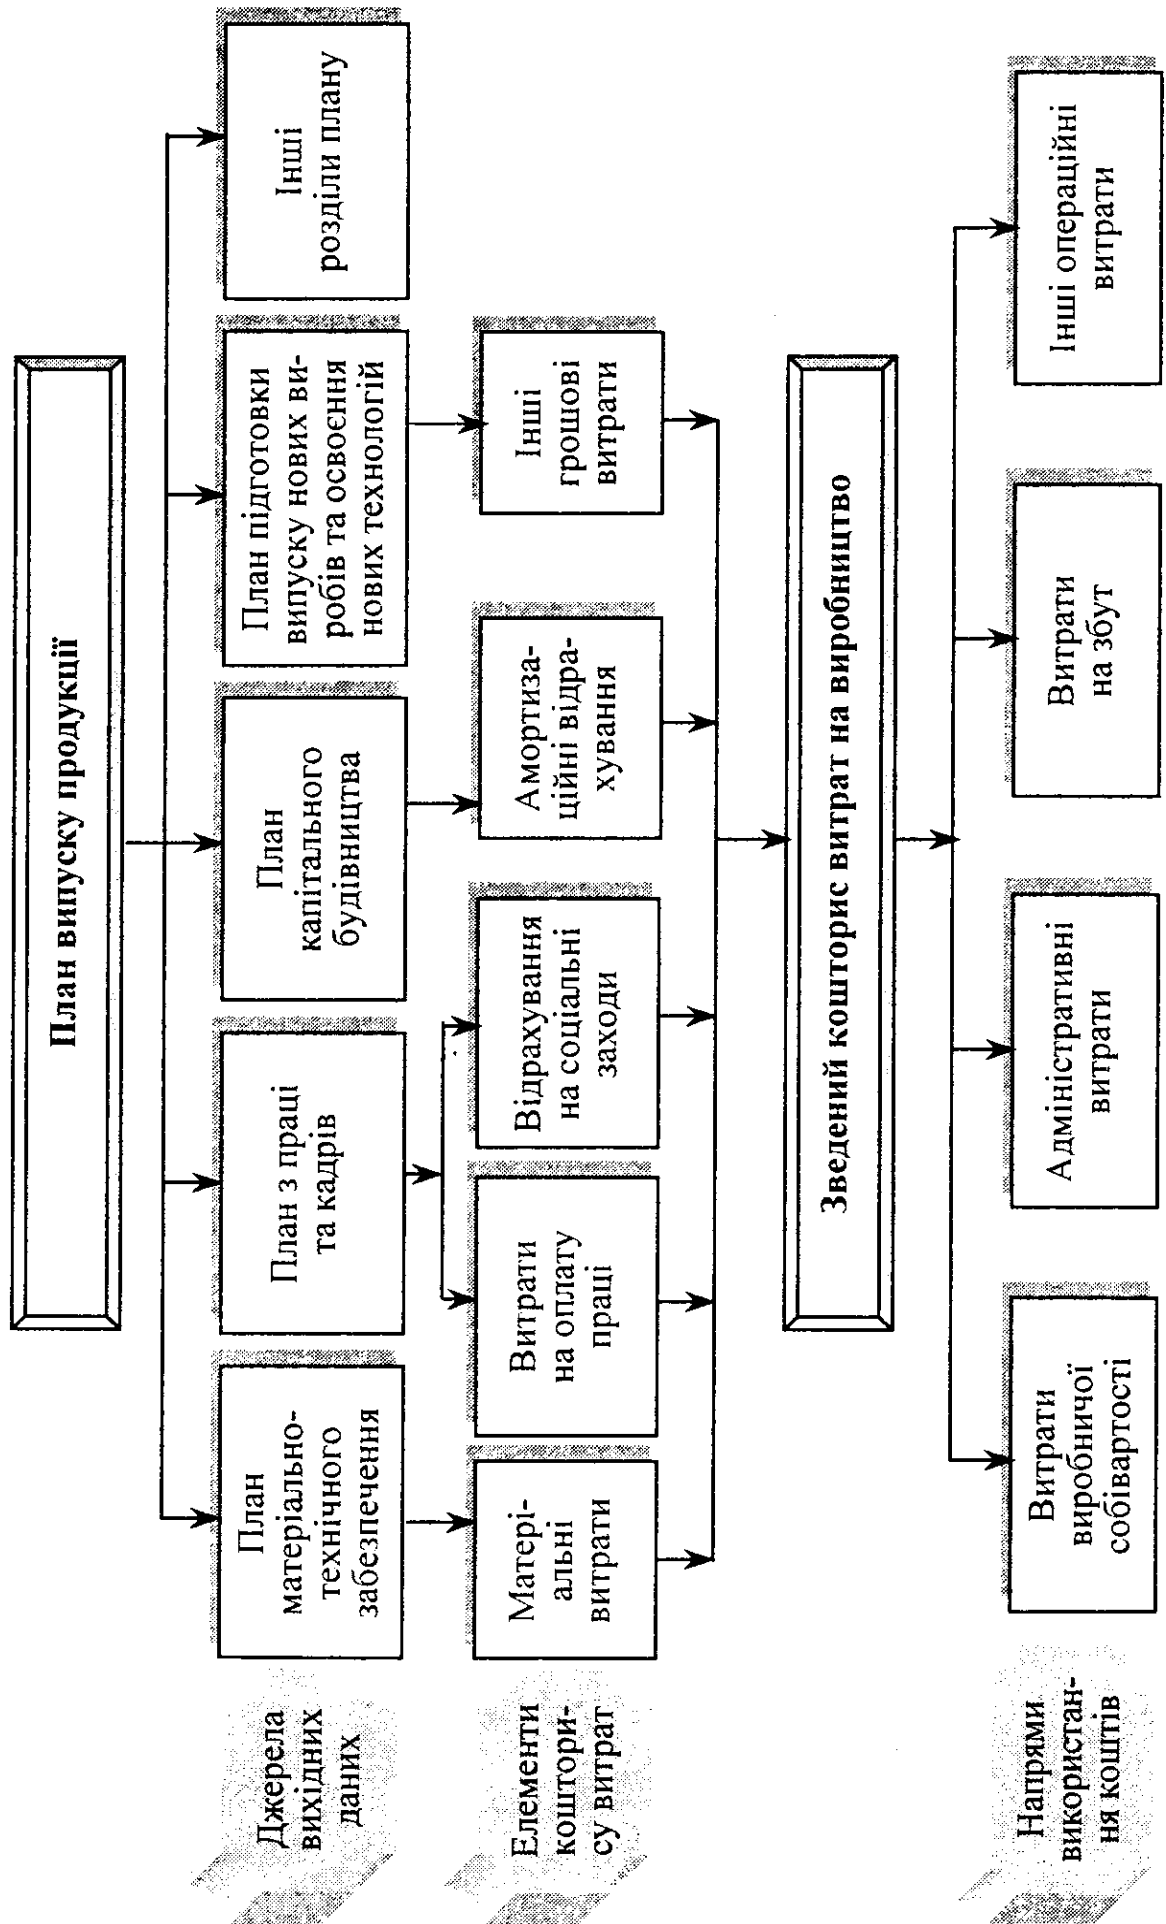 План випуску продукції
Джерела
вихідних
даних
План
матеріально-
технічного
забезпечення
План з праці
та кадрів
План
капітального
будівництва
План підготовки
випуску нових ви-
робів та освоєння
нових технологій
Інші
розділи плану
Елементи
кошторі-
су витрат
Матері-
альні
витрати
Витрати
на оплату
праці
Відрахування
на соціальні
заходи
Амортиза-
ційні відра-
хування
Інші
грошові
витрати
Зведений кошторис витрат на виробництво
Напрями
використан-
ня коштів
Витрати
виробничої
собівартості
Адміністративні
витрати
Витрати
на збут
Інші операційні
витрати